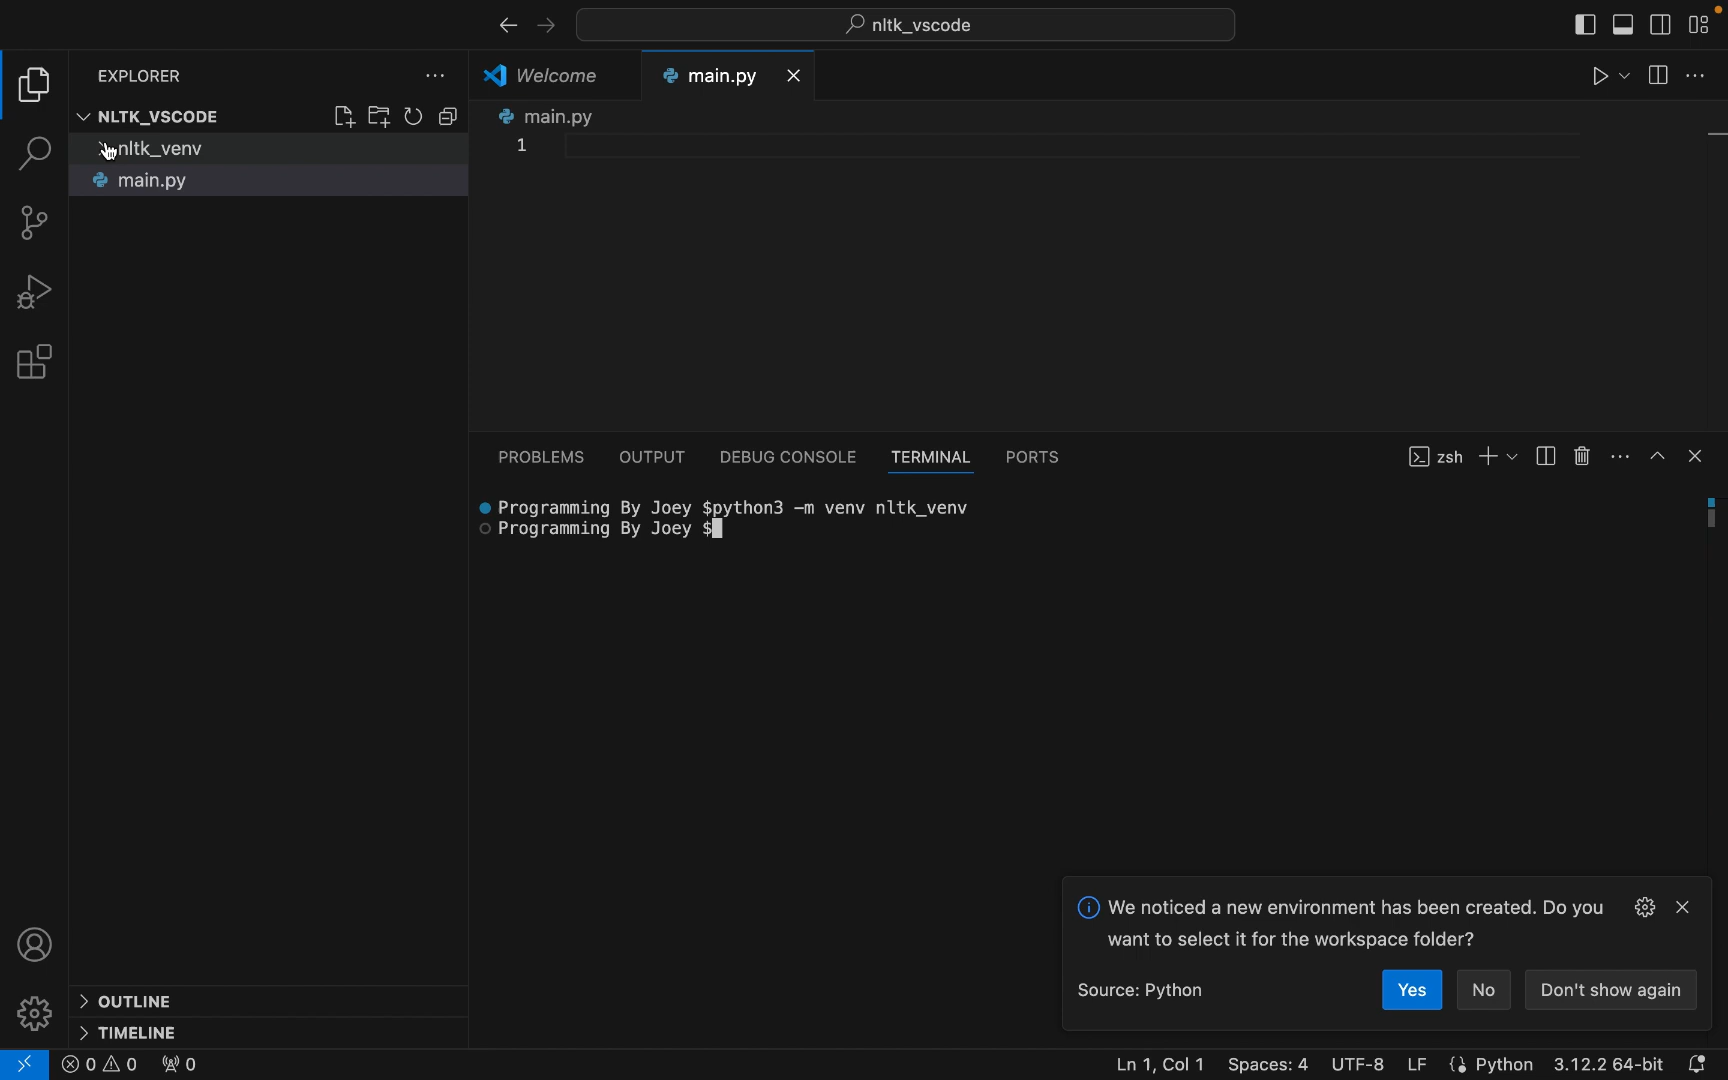 nltk_vscode
EXPLORER
Welcome
main.py
NLTK_VSCODE
main.py
nltk_venv
1
main.py
PROBLEMS OUTPUT DEBUG CONSOLE TERMINAL PORTS
zsh
Programming By Joey $python3 -m venv nltk_venv
Programming By Joey $
We noticed a new environment has been created. Do you
want to select it for the workspace folder?
Source: Python
Yes
No
Don't show again
OUTLINE
TIMELINE
0 0 0
Ln 1, Col 1 Spaces: 4 UTF-8 LF Python 3.12.2 64-bit